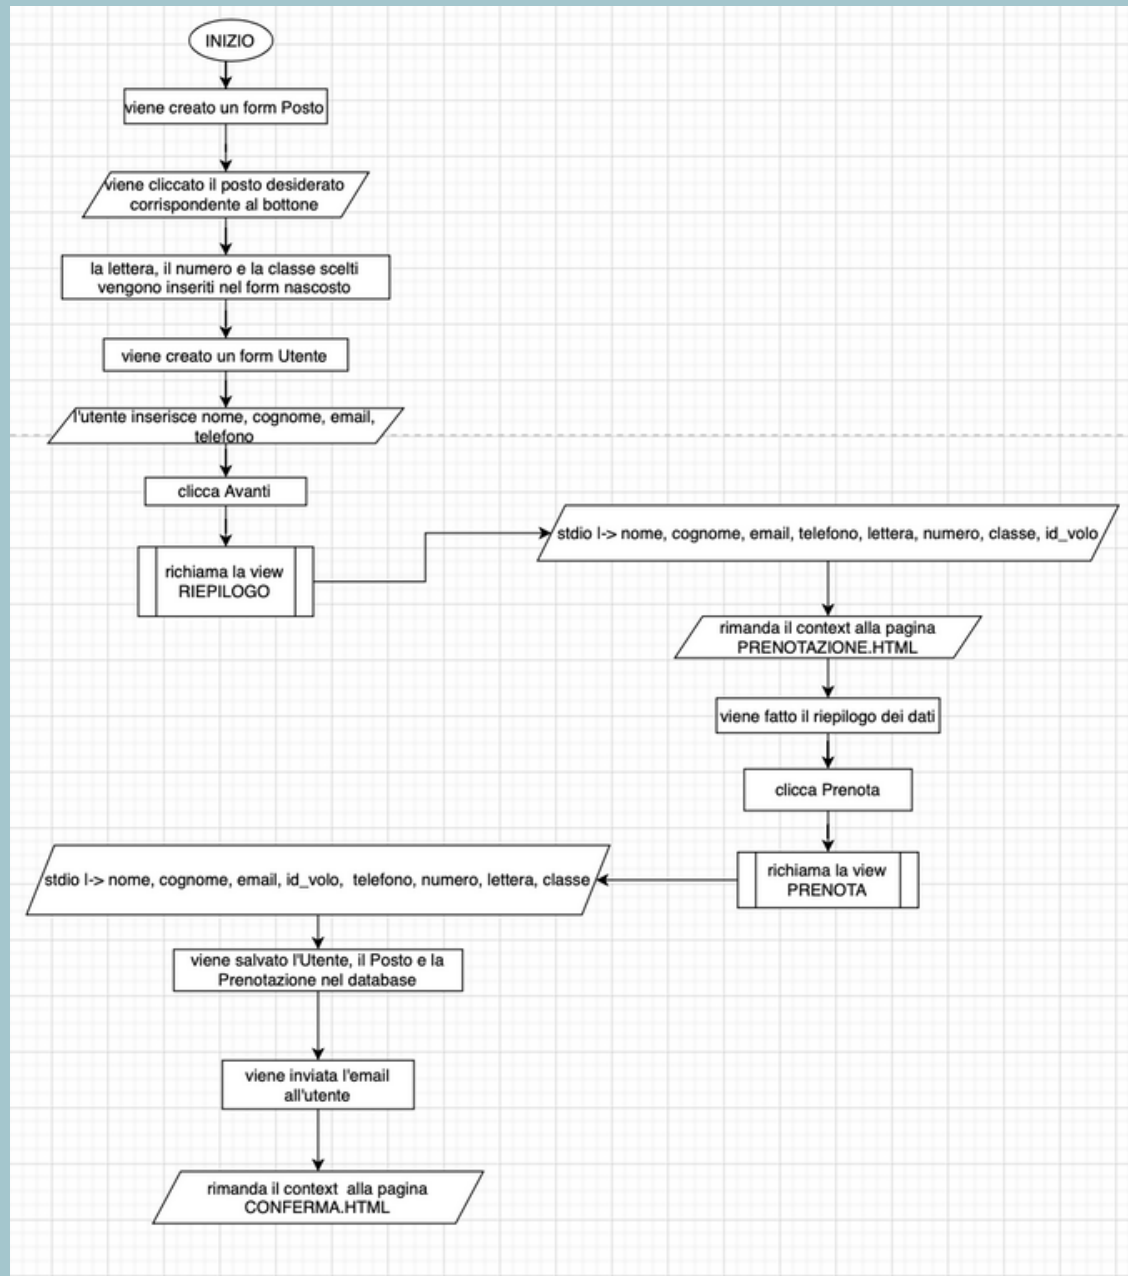 INIZIO
viene creato un form Posto
viene cliccato il posto desiderato
corrispondente al bottone
la lettera, il numero e la classe scelti
vengono inseriti nel form nascosto
viene creato un form Utente
l'utente inserisce nome, cognome, email,
telefono
clicca Avanti
richiama la view
RIEPILOGO
stdio I-> nome, cognome, email, telefono, lettera, numero, classe, id_volo
rimanda il context alla pagina
PRENOTAZIONE.HTML
viene fatto il riepilogo dei dati
clicca Prenota
richiama la view
PRENOTA
stdio I-> nome, cognome, email, id_volo, telefono, numero, lettera, classe
viene salvato l'Utente, il Posto e la
Prenotazione nel database
viene inviata l'email
all'utente
rimanda il context alla pagina
CONFERMA.HTML